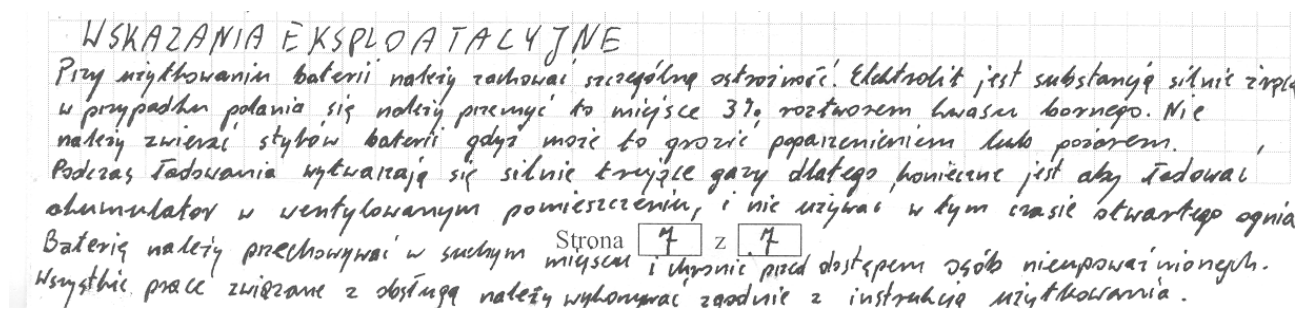 WSKAZANIA EKSPLOATACYJNE
Przy użytkowaniu baterii należy zachować szczególną ostrożność. Elektrolit jest substancją silnie żrącą
w przypadku polania się należy przemyć to miejsce 3% roztworem kwasu bornego. Nie
należy zwierać styków baterii gdyż może to grozić poparzenieniem lub pożarem.
Podczas ładowania wytwarzają się silnie trujące gazy dlatego konieczne jest aby ładować
akumulator w wentylowanym pomieszczeniu, i nie używać w tym czasie otwartego ognia
Baterię należy przechowywać w suchym miejscu i chronić przed dostępem osób nieupoważnionych.
Strona 7 z 7
Wszystkie prace związane z obsługą należy wykonywać zgodnie z instrukcją użytkowania.